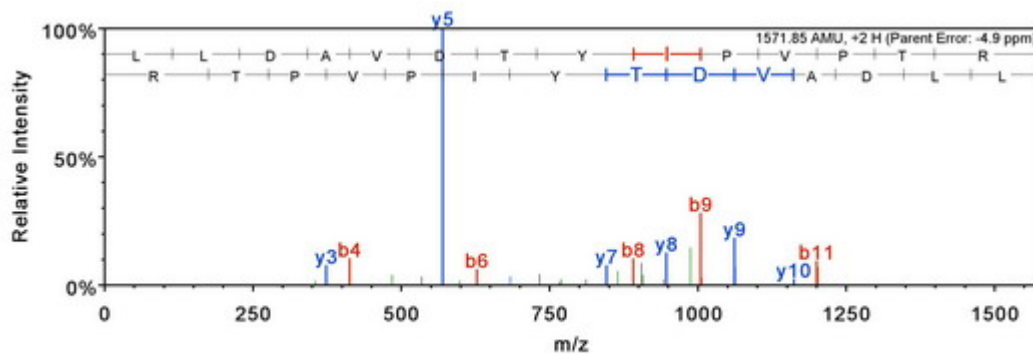 y5
100%
1571.85 AMU, +2 H (Parent Error: -4.9 ppm)
L L D A V D T Y I P V P T R
R T P V P I Y T D V A D L L
Relative Intensity
50%
b9
y3 b4 b6 y7 b8 y8 y9 y10 b11
0%
0 250 500 750 1000 1250 1500
m/z